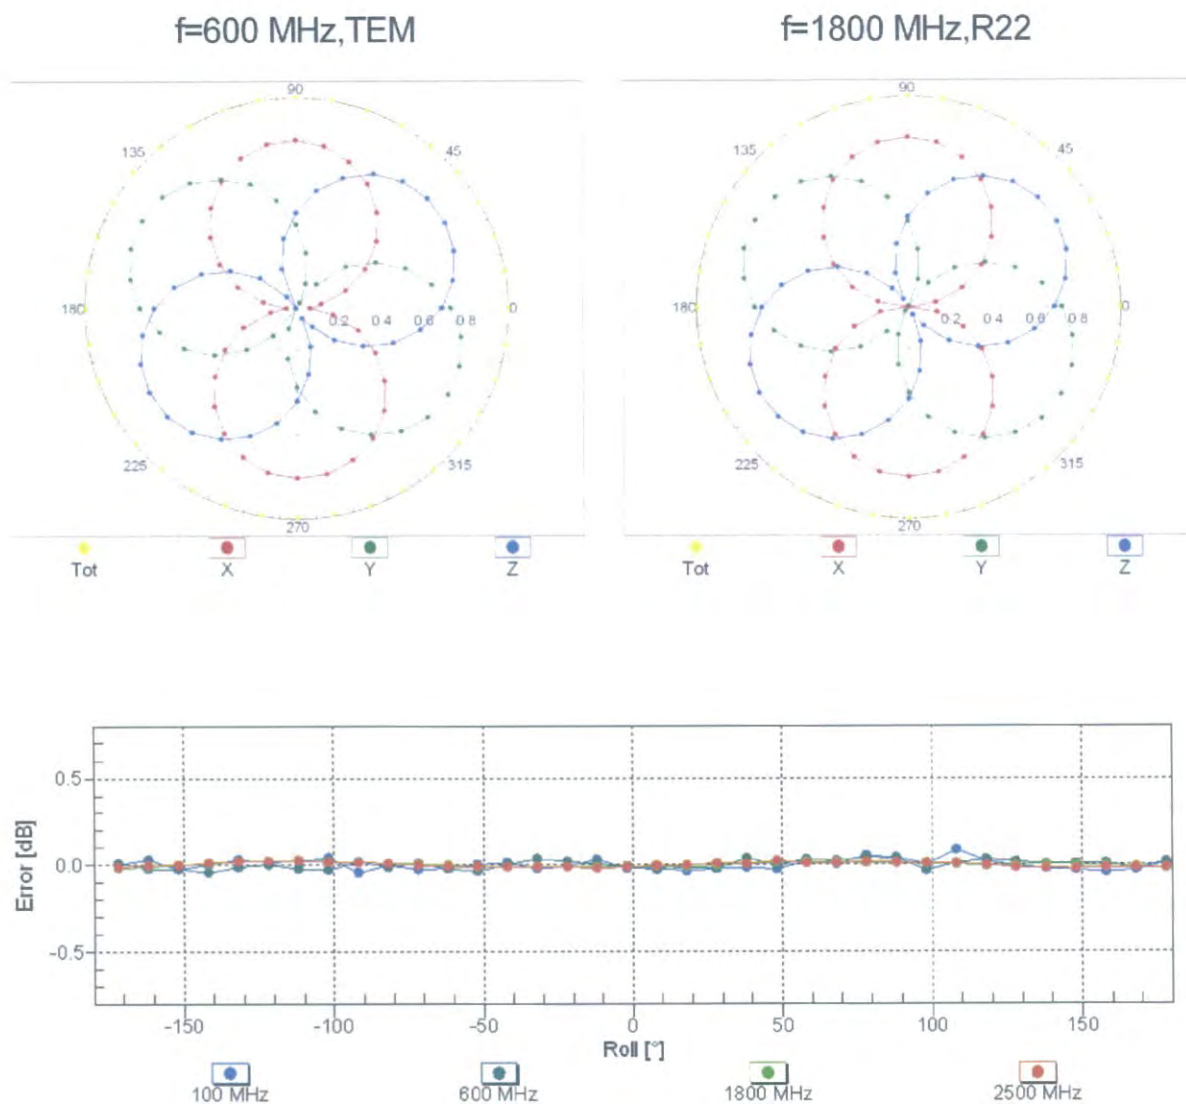 f=600 MHz,TEM
f=1800 MHz,R22
90
135
45
180
0.2
0.4
0.6
0.8
0
225
315
270
Tot
X
Y
Z
90
135
45
180
0.2
0.4
0.6
0.8
0
225
315
270
Tot
X
Y
Z
Error [dB]
0.5
0.0
-0.5
-150
-100
-50
0
50
100
150
Roll [°]
100 MHz
600 MHz
1800 MHz
2500 MHz